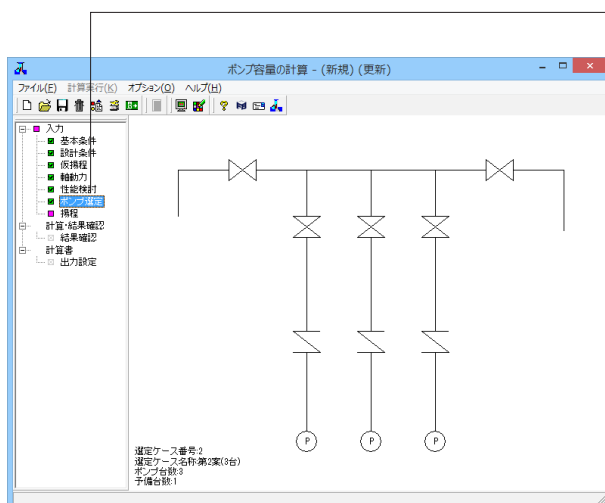 ポンプ容量の計算 - (新規) (更新)
ファイル(F) 計算実行(K) オプション(O) ヘルプ(H)
入力
基本条件
設計条件
仮揚程
軸動力
性能検討
ポンプ選定
揚程
計算・結果確認
結果確認
計算書
出力設定
P P P
選定ケース番号:2
選定ケース名称:第2案(3台)
ポンプ台数:3
予備台数:1